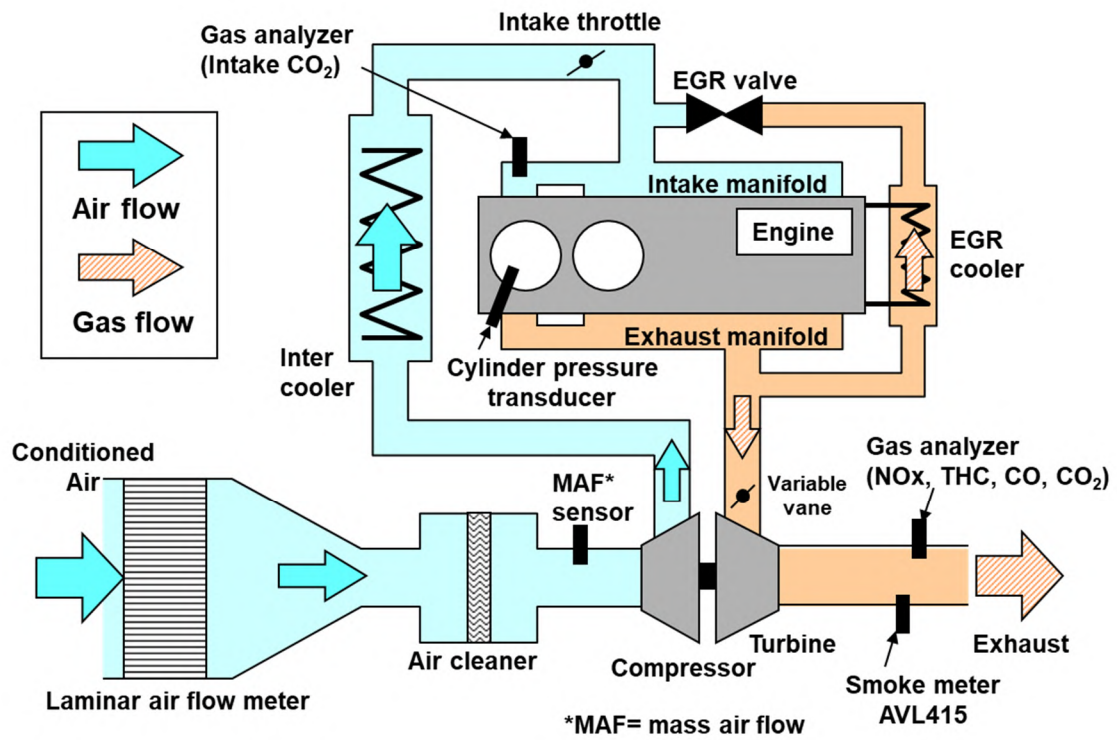 Intake throttle
Gas analyzer
(Intake CO₂)
EGR valve
Air flow
Gas flow
Intake manifold
Engine
EGR
cooler
Exhaust manifold
Inter
cooler
Cylinder pressure
transducer
Conditioned
Air
MAF*
sensor
Variable
vane
Gas analyzer
(NOx, THC, CO, CO₂)
Air cleaner
Compressor
Turbine
Exhaust
Laminar air flow meter
Smoke meter
AVL415
*MAF= mass air flow